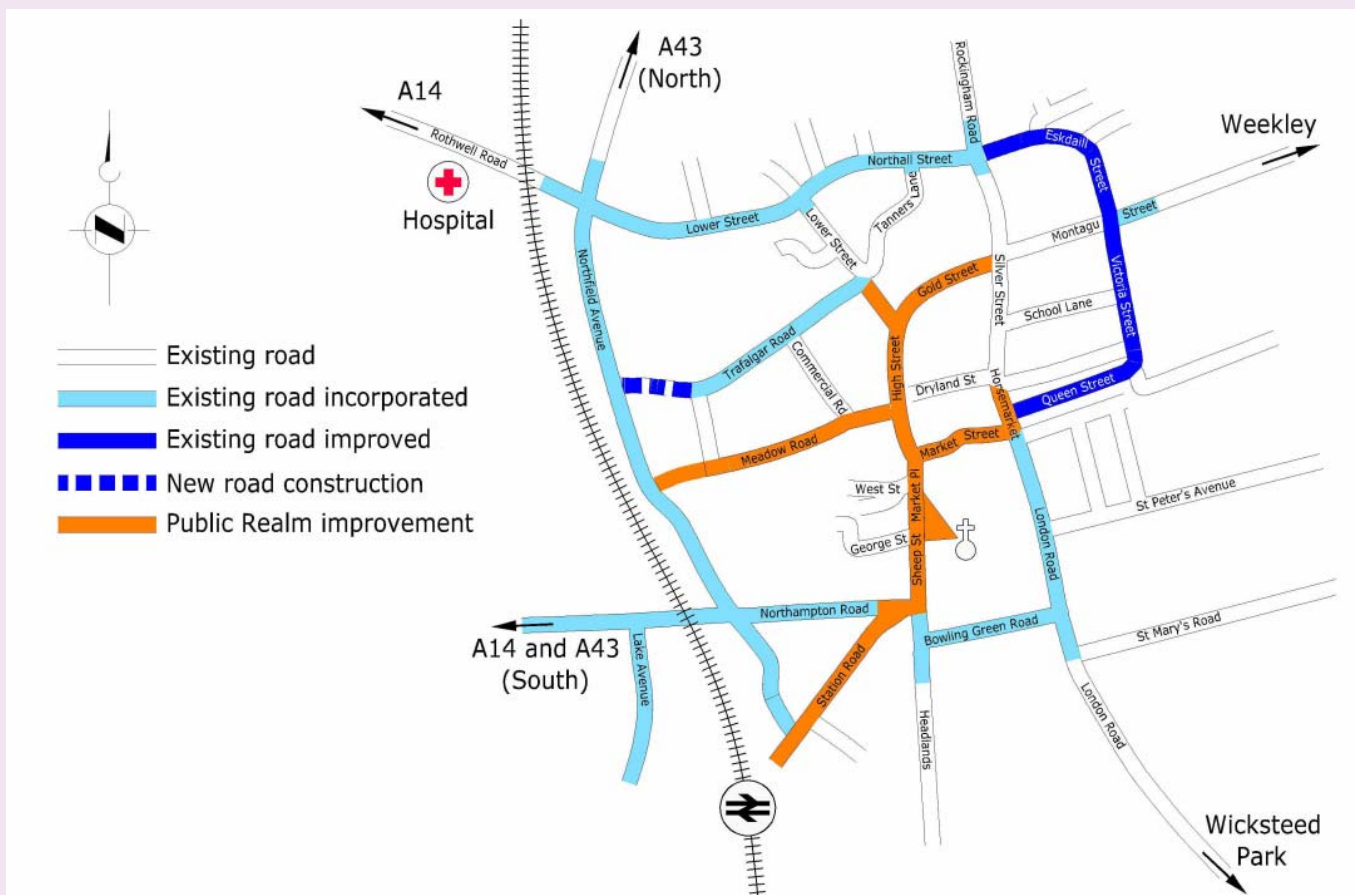 A43
(North)
A14
Rothwell Road
Hospital
Rockingham Road
Weekley
Eskdaill
Street
Northall Street
Lower Street
Lower Street
Tanners
Lane
Montagu
Street
Gold Street
Silver Street
School Lane
Victoria Street
Northfield Avenue
Trafalgar Road
Commercial Rd
High Street
Dryland St
Horsemarket
Queen Street
Meadow Road
Market
Street
Existing road
Existing road incorporated
Existing road improved
New road construction
Public Realm improvement
West St
Market Pl
George St
Sheep St
St Peter's Avenue
London Road
Northampton Road
Bowling Green Road
St Mary's Road
A14 and A43
(South)
Lake Avenue
Station Road
Headlands
London Road
Wicksteed
Park